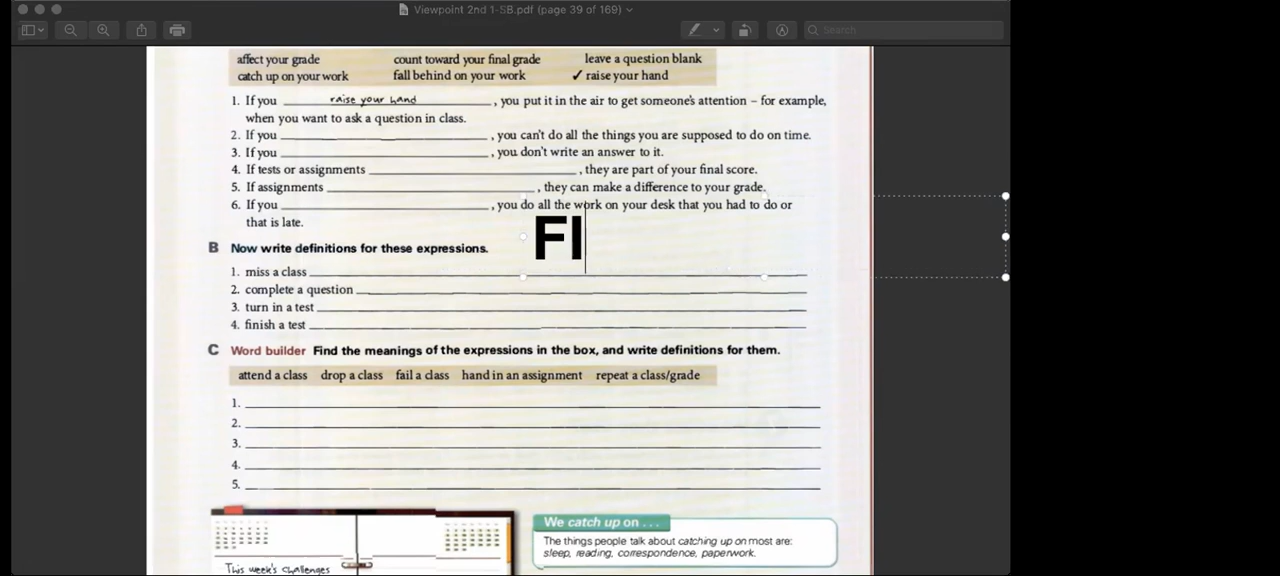 Viewpoint 2nd 1-SB.pdf (page 39 of 169)
Search
affect your grade count toward your final grade leave a question blank
catch up on your work fall behind on your work ✓ raise your hand
1. If you raise your hand, you put it in the air to get someone's attention – for example,
when you want to ask a question in class.
2. If you ____, you can't do all the things you are supposed to do on time.
3. If you ____, you don't write an answer to it.
4. If tests or assignments ____, they are part of your final score.
5. If assignments ____, they can make a difference to your grade.
6. If you ____, you do all the work on your desk that you had to do or
that is late.
FI
B Now write definitions for these expressions.
1. miss a class
2. complete a question
3. turn in a test
4. finish a test
C Word builder Find the meanings of the expressions in the box, and write definitions for them.
attend a class drop a class fail a class hand in an assignment repeat a class/grade
1.
2.
3.
4.
5.
This week's challenges
We catch up on . . .
The things people talk about catching up on most are:
sleep, reading, correspondence, paperwork.